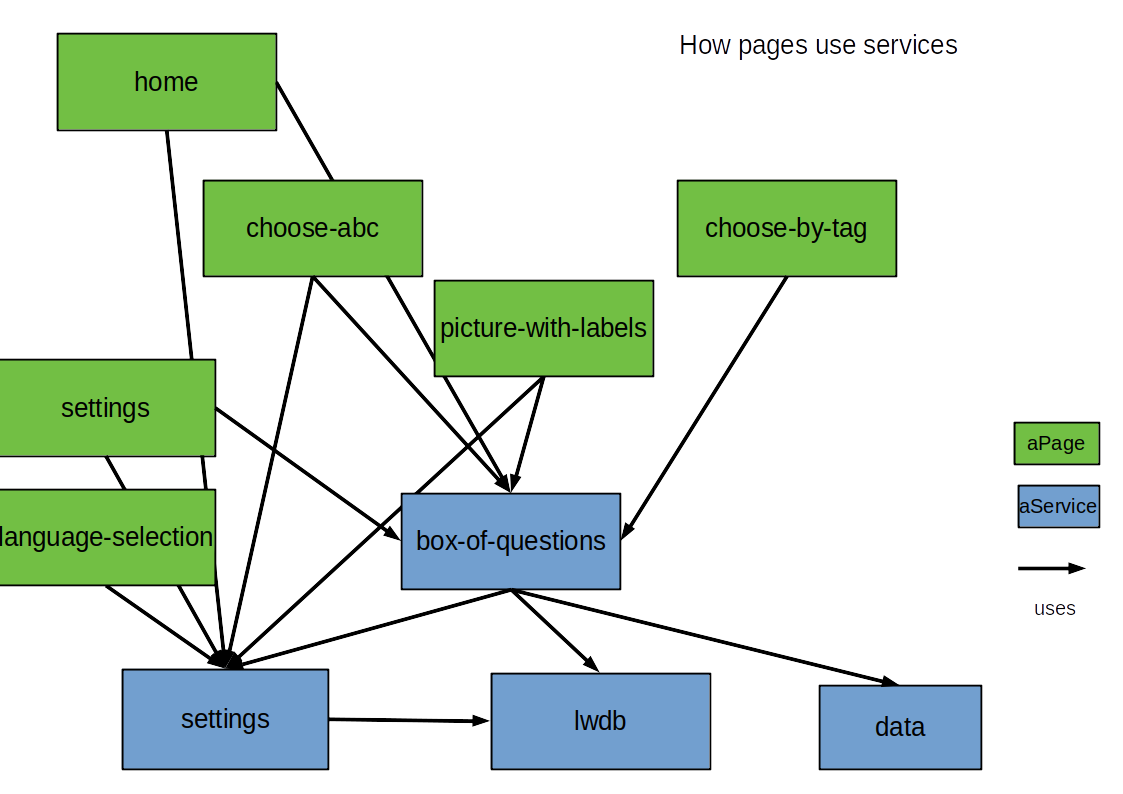 How pages use services
home
choose-abc
choose-by-tag
picture-with-labels
settings
aPage
aService
language-selection
box-of-questions
uses
settings
lwdb
data